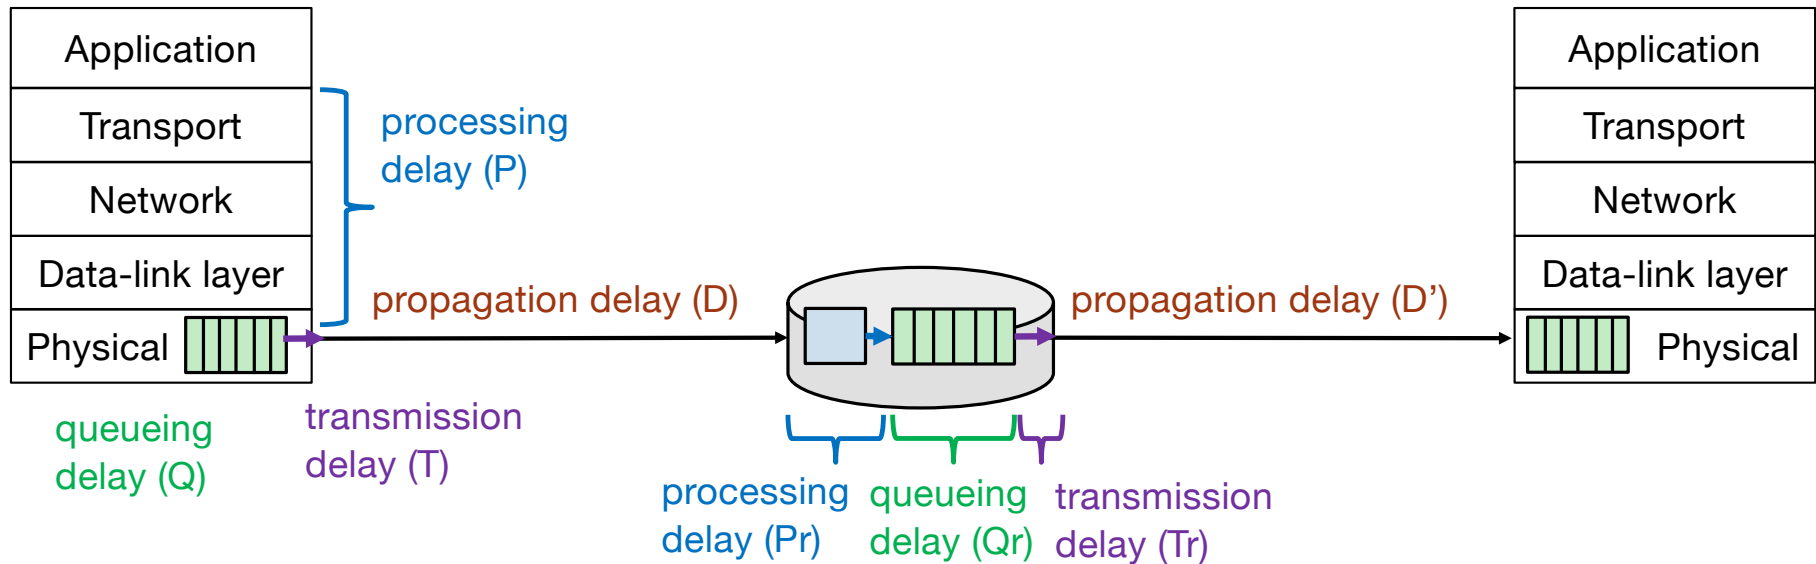 Application
Transport
Network
Data-link layer
Physical
processing
delay (P)
queueing
delay (Q)
transmission
delay (T)
propagation delay (D)
processing
delay (Pr)
queueing
delay (Qr)
transmission
delay (Tr)
propagation delay (D’)
Application
Transport
Network
Data-link layer
Physical